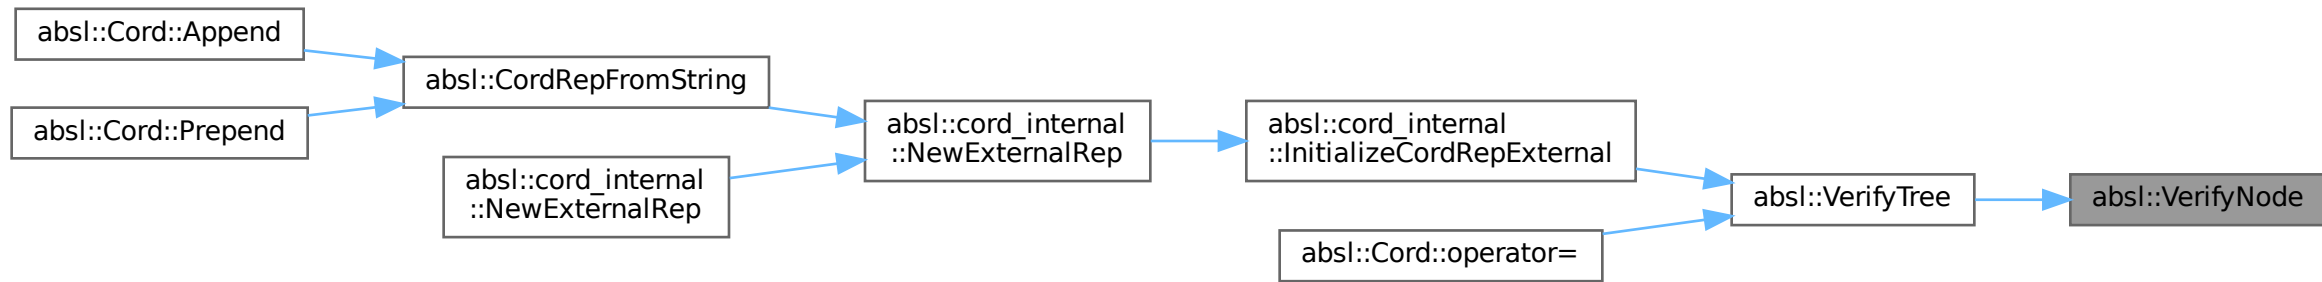 absl::Cord::Append
absl::Cord::Prepend
absl::CordRepFromString
absl::cord_internal
::NewExternalRep
absl::cord_internal
::NewExternalRep
absl::cord_internal
::InitializeCordRepExternal
absl::Cord::operator=
absl::VerifyTree
absl::VerifyNode